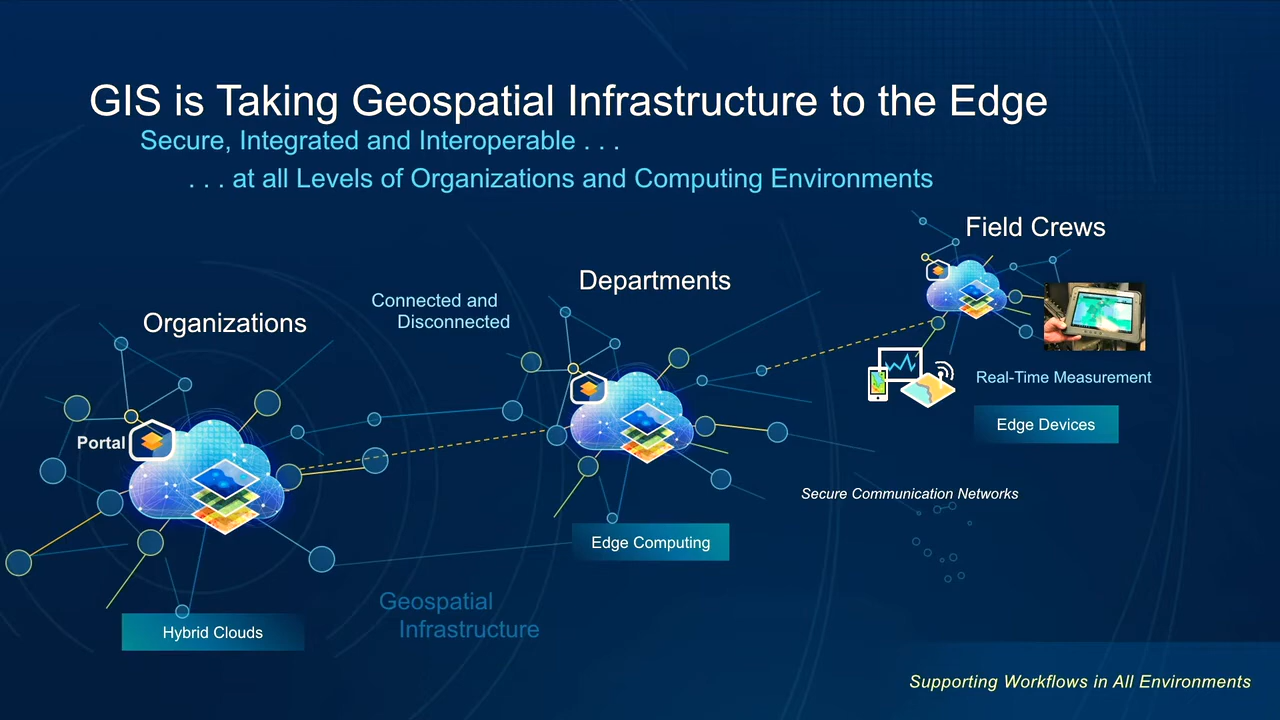 GIS is Taking Geospatial Infrastructure to the Edge
Secure, Integrated and Interoperable . . .
. . . at all Levels of Organizations and Computing Environments
Field Crews
Departments
Connected and
Disconnected
Organizations
Portal
Real-Time Measurement
Edge Devices
Secure Communication Networks
Edge Computing
Geospatial
Infrastructure
Hybrid Clouds
Supporting Workflows in All Environments